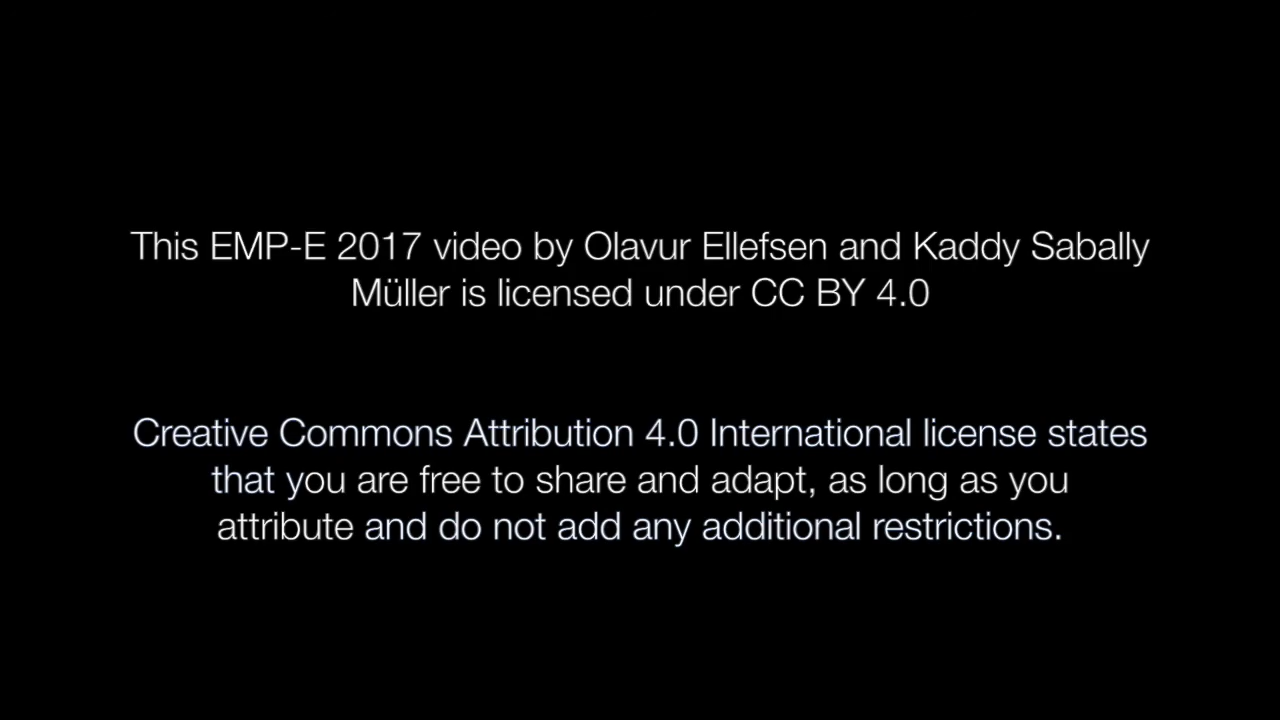 This EMP-E 2017 video by Olavur Ellefsen and Kaddy Sabally
Müller is licensed under CC BY 4.0
Creative Commons Attribution 4.0 International license states
that you are free to share and adapt, as long as you
attribute and do not add any additional restrictions.